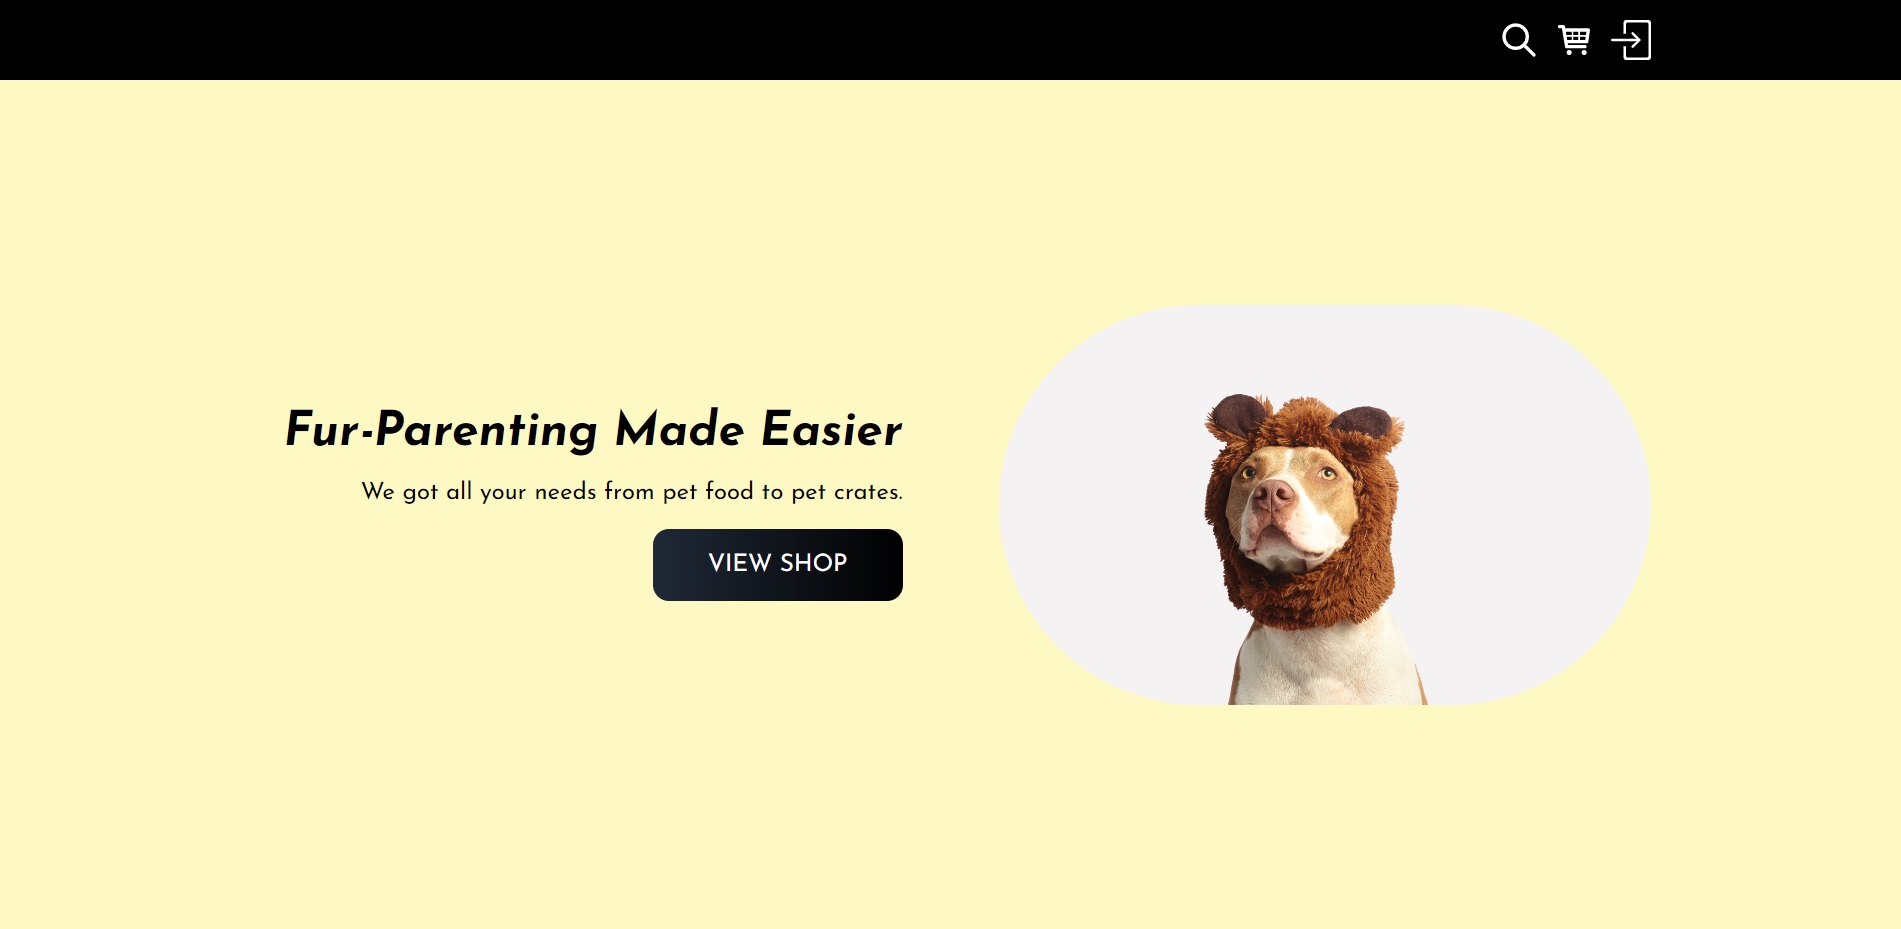 Fur-Parenting Made Easier
We got all your needs from pet food to pet crates.
VIEW SHOP